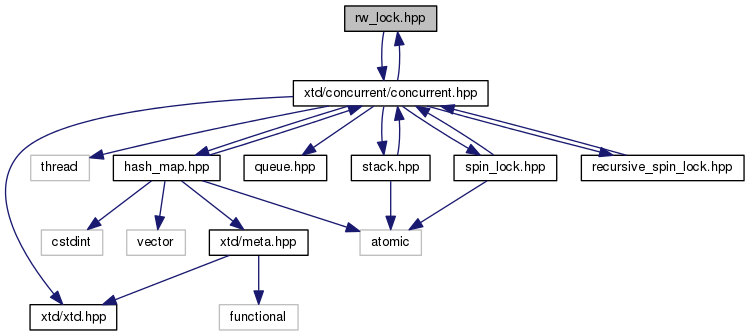 rw_lock.hpp
xtd/concurrent/concurrent.hpp
thread
hash_map.hpp
queue.hpp
stack.hpp
spin_lock.hpp
recursive_spin_lock.hpp
cstdint
vector
xtd/meta.hpp
atomic
xtd/xtd.hpp
functional